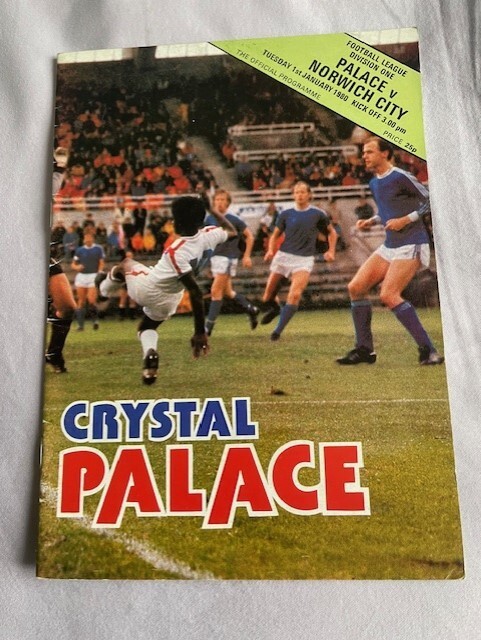 FOOTBALL LEAGUE
DIVISION ONE
PALACE v
NORWICH CITY
TUESDAY 1st JANUARY 1980 KICK OFF 3.00 pm
THE OFFICIAL PROGRAMME
PRICE 25p
CRYSTAL
PALACE